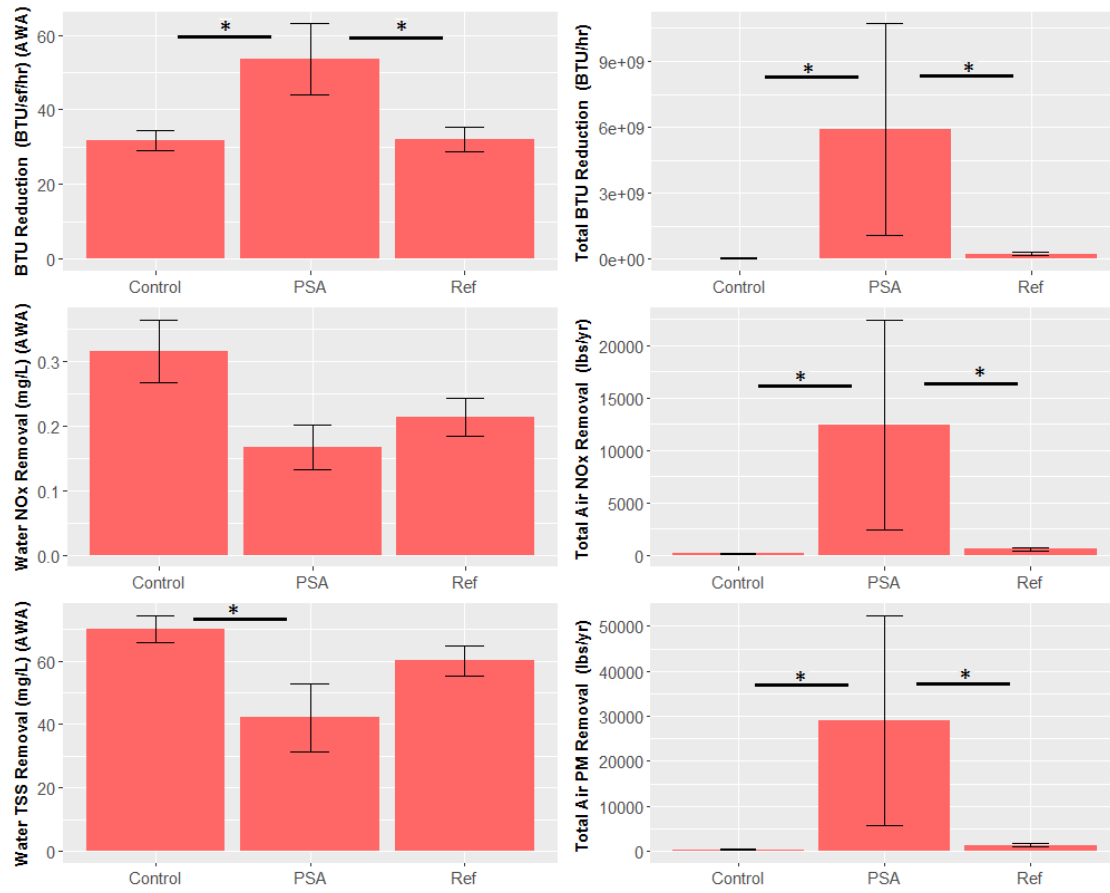 BTU Reduction (BTU/sf/hr) (AWA)
60
40
20
0
*
*
Control
PSA
Ref
Total BTU Reduction (BTU/hr)
9e+09
6e+09
3e+09
0e+00
*
*
Control
PSA
Ref
Water NOx Removal (mg/L) (AWA)
0.3
0.2
0.1
0.0
Control
PSA
Ref
Total Air NOx Removal (lbs/yr)
20000
15000
10000
5000
0
*
*
Control
PSA
Ref
Water TSS Removal (mg/L) (AWA)
60
40
20
0
*
Control
PSA
Ref
Total Air PM Removal (lbs/yr)
50000
40000
30000
20000
10000
0
*
*
Control
PSA
Ref